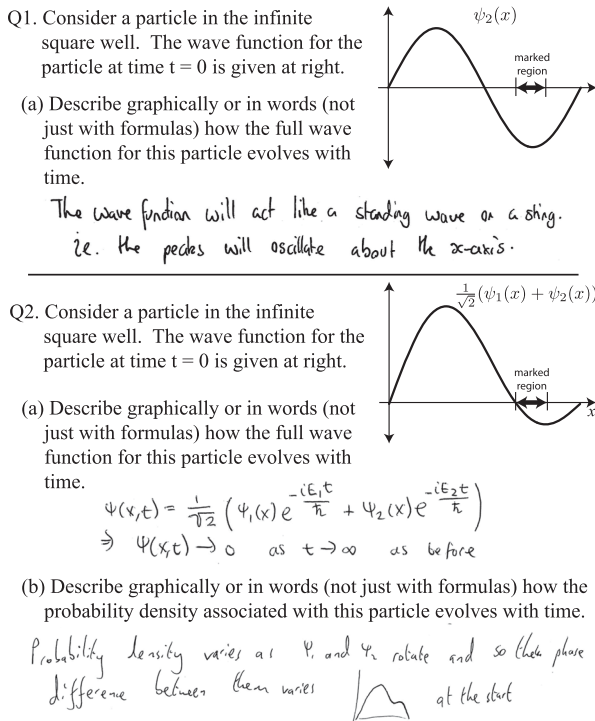 Q1. Consider a particle in the infinite
square well. The wave function for the
particle at time t = 0 is given at right.
ψ₂(x)
marked
region
(a) Describe graphically or in words (not
just with formulas) how the full wave
function for this particle evolves with
time.
The wave function will act like a standing wave on a string.
ie. the peaks will oscillate about the x-axis.
Q2. Consider a particle in the infinite
square well. The wave function for the
particle at time t = 0 is given at right.
1/√2 (ψ₁(x) + ψ₂(x))
marked
region
x
(a) Describe graphically or in words (not
just with formulas) how the full wave
function for this particle evolves with
time.
Ψ(x,t) = 1/√2 (Ψ₁(x) e^(-iE₁t/ħ) + Ψ₂(x) e^(-iE₂t/ħ))
⇒ Ψ(x,t) → 0 as t → ∞ as before
(b) Describe graphically or in words (not just with formulas) how the
probability density associated with this particle evolves with time.
Probability density varies as Ψ₁ and Ψ₂ rotate and so their phase
difference between them varies at the start